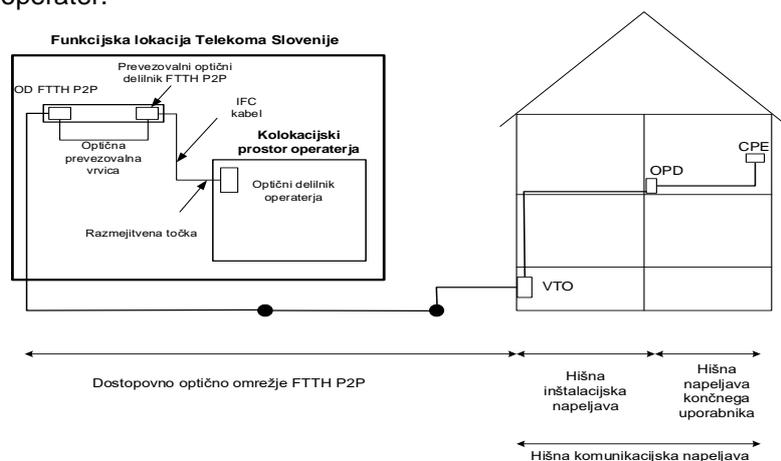 operater.
Funkcijska lokacija Telekoma Slovenije
Prevezovalni optični
delilnik FTTH P2P
OD FTTH P2P
IFC
kabel
Optična
prevezovalna
vrvica
Kolokacijski
prostor operaterja
Optični delilnik
operaterja
Razmejitvena točka
CPE
OPD
VTO
Dostopovno optično omrežje FTTH P2P
Hišna
inštalacijska
napeljava
Hišna
napeljava
končnega
uporabnika
Hišna komunikacijska napeljava